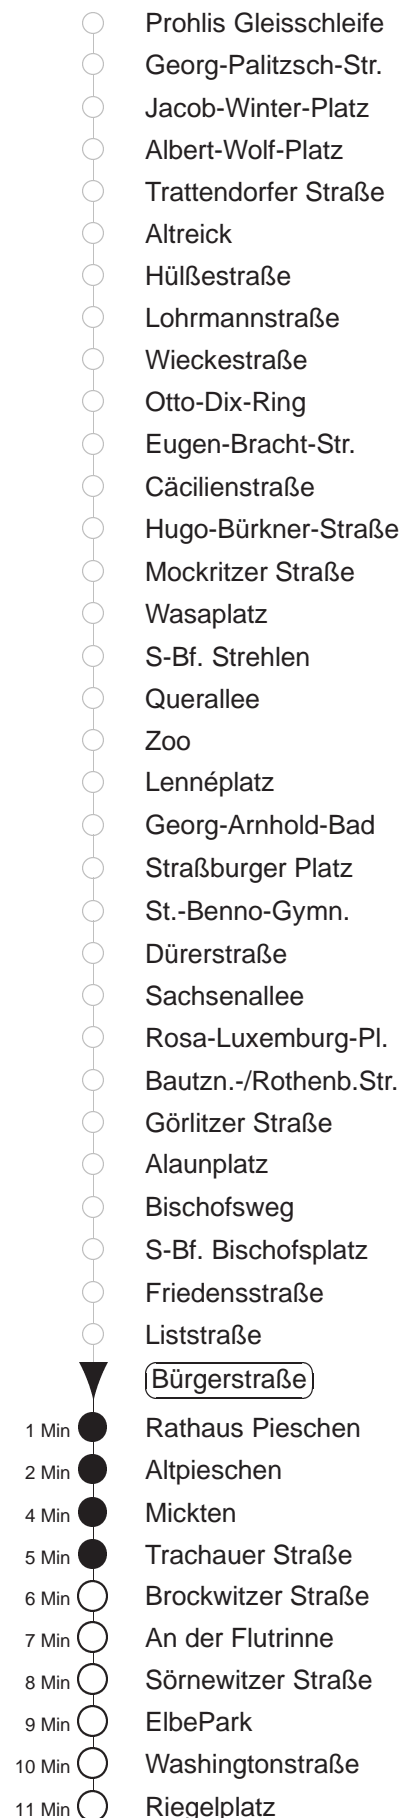 Prohlis Gleisschleife
Georg-Palitzsch-Str.
Jacob-Winter-Platz
Albert-Wolf-Platz
Trattendorfer Straße
Altreick
Hülßestraße
Lohrmannstraße
Wieckestraße
Otto-Dix-Ring
Eugen-Bracht-Str.
Cäcilienstraße
Hugo-Bürkner-Straße
Mockritzer Straße
Wasaplatz
S-Bf. Strehlen
Querallee
Zoo
Lennéplatz
Georg-Arnhold-Bad
Straßburger Platz
St.-Benno-Gymn.
Dürerstraße
Sachsenallee
Rosa-Luxemburg-Pl.
Bautzn.-/Rothenb.Str.
Görlitzer Straße
Alaunplatz
Bischofsweg
S-Bf. Bischofsplatz
Friedensstraße
Liststraße
Bürgerstraße
1 Min Rathaus Pieschen
2 Min Altpieschen
4 Min Mickten
5 Min Trachauer Straße
6 Min Brockwitzer Straße
7 Min An der Flutrinne
8 Min Sörnewitzer Straße
9 Min ElbePark
10 Min Washingtonstraße
11 Min Riegelplatz